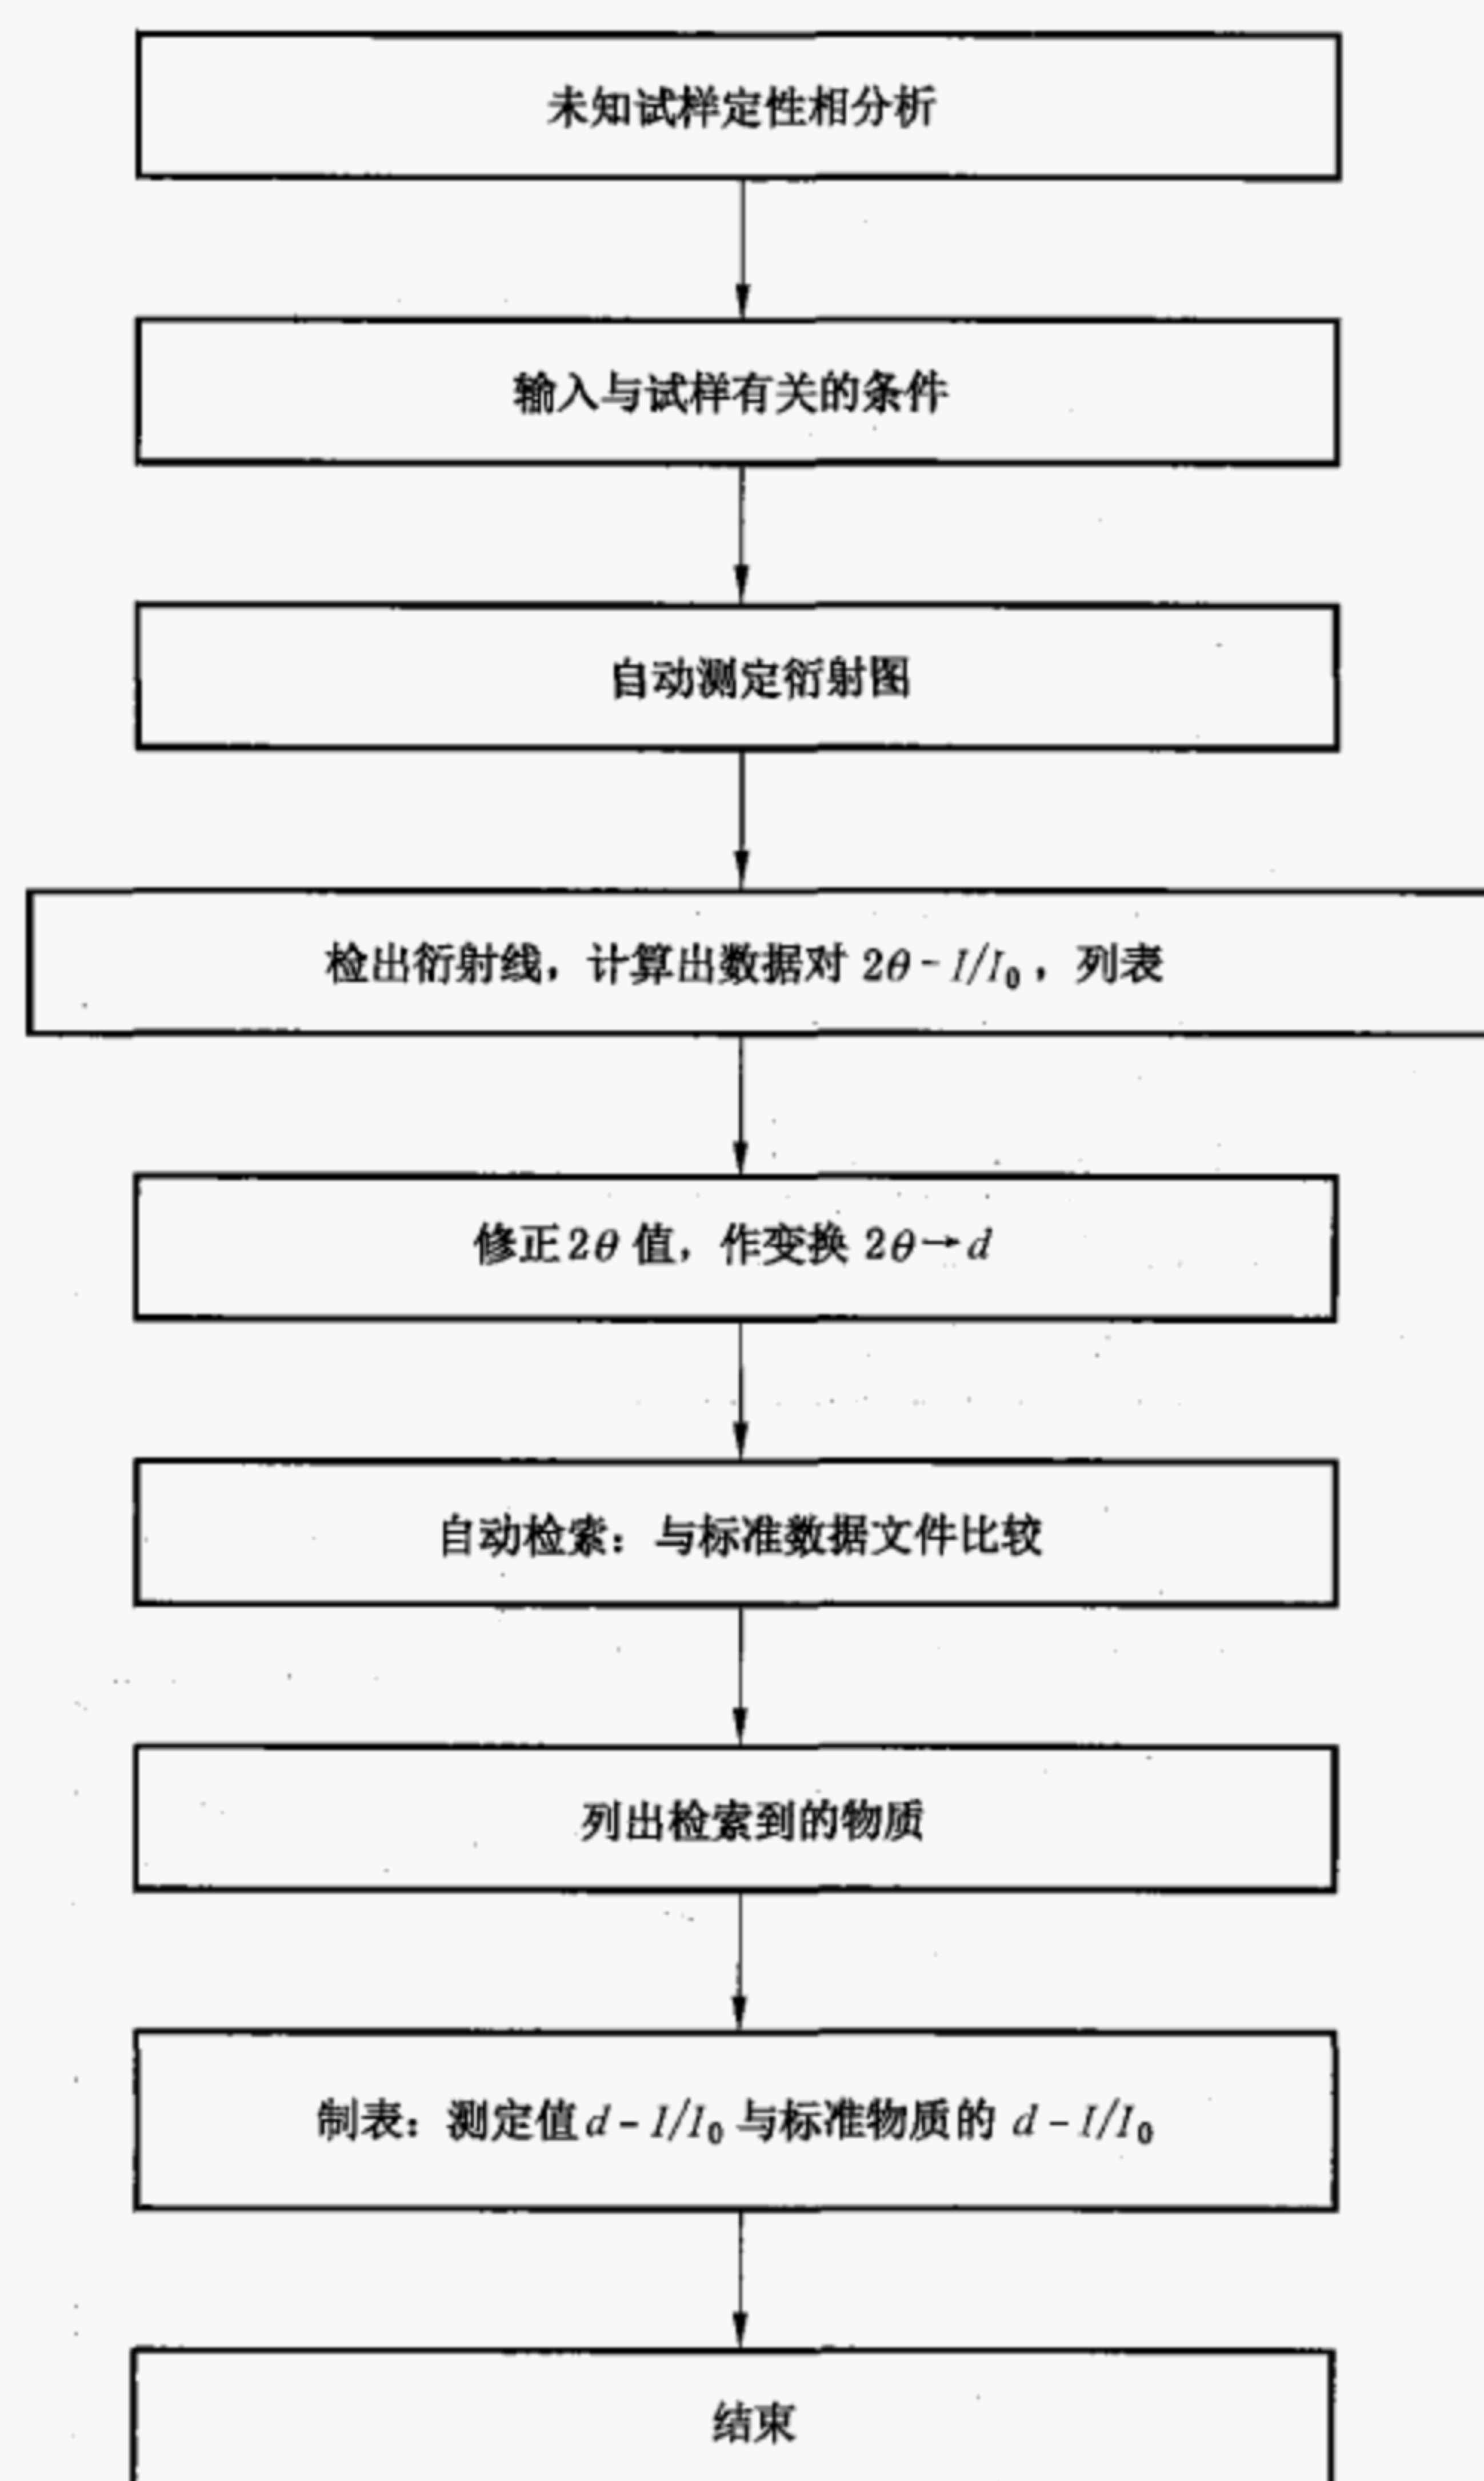 未知试样定性相分析
输入与试样有关的条件
自动测定衍射图
检出衍射线，计算出数据对 2θ - I/I₀，列表
修正2θ 值，作变换 2θ→d
自动检索：与标准数据文件比较
列出检索到的物质
制表：测定值 d - I/I₀ 与标准物质的 d - I/I₀
结束